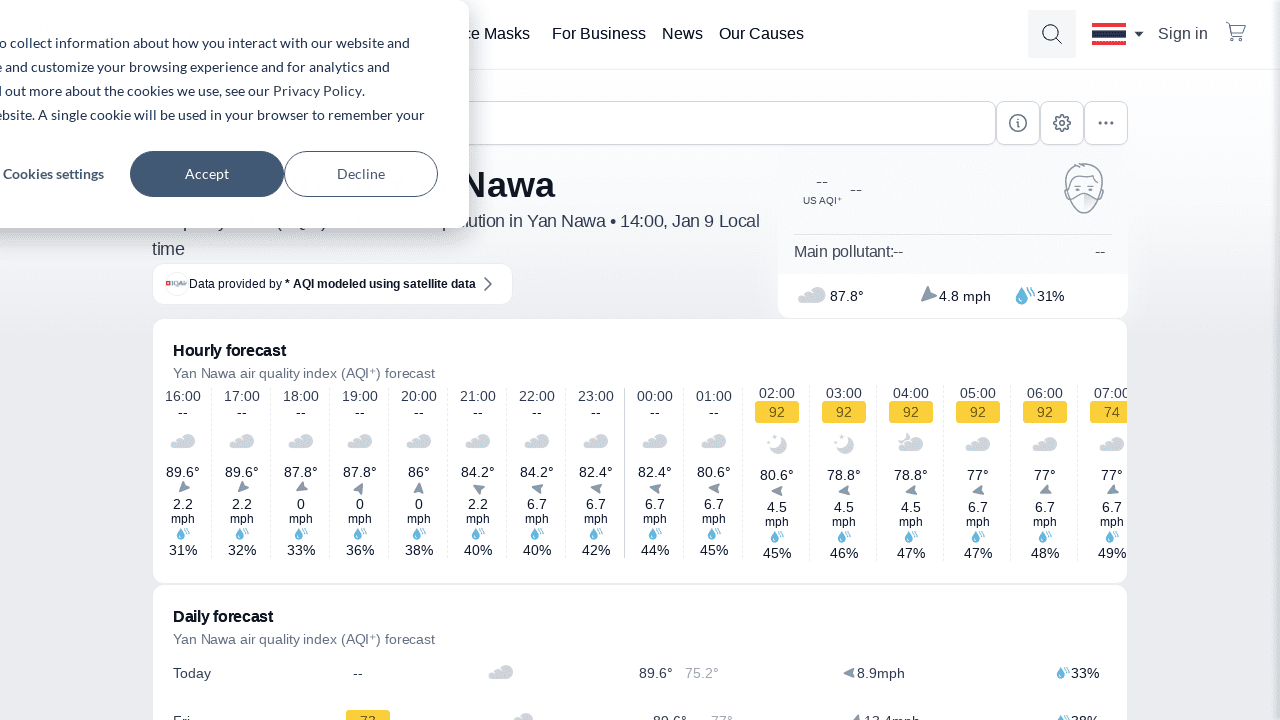 ce Masks For Business News Our Causes Sign in
o collect information about how you interact with our website and
e and customize your browsing experience and for analytics and
d out more about the cookies we use, see our Privacy Policy.
ebsite. A single cookie will be used in your browser to remember your
Cookies settings Accept Decline
Nawa
pollution in Yan Nawa • 14:00, Jan 9 Local
time
Data provided by * AQI modeled using satellite data
--
US AQI⁺
--
Main pollutant:-- --
87.8° 4.8 mph 31%
Hourly forecast
Yan Nawa air quality index (AQI⁺) forecast
16:00 17:00 18:00 19:00 20:00 21:00 22:00 23:00 00:00 01:00 02:00 03:00 04:00 05:00 06:00 07:00
-- -- -- -- -- -- -- -- -- -- 92 92 92 92 92 74
89.6° 89.6° 87.8° 87.8° 86° 84.2° 84.2° 82.4° 82.4° 80.6° 80.6° 78.8° 78.8° 77° 77° 77°
2.2 2.2 0 0 0 2.2 6.7 6.7 6.7 6.7 4.5 4.5 4.5 6.7 6.7 6.7
mph mph mph mph mph mph mph mph mph mph mph mph mph mph mph mph
31% 32% 33% 36% 38% 40% 40% 42% 44% 45% 45% 46% 47% 47% 48% 49%
Daily forecast
Yan Nawa air quality index (AQI⁺) forecast
Today -- 89.6° 75.2° 8.9mph 33%
Fri 73 89.6° 77° 13.4mph 38%